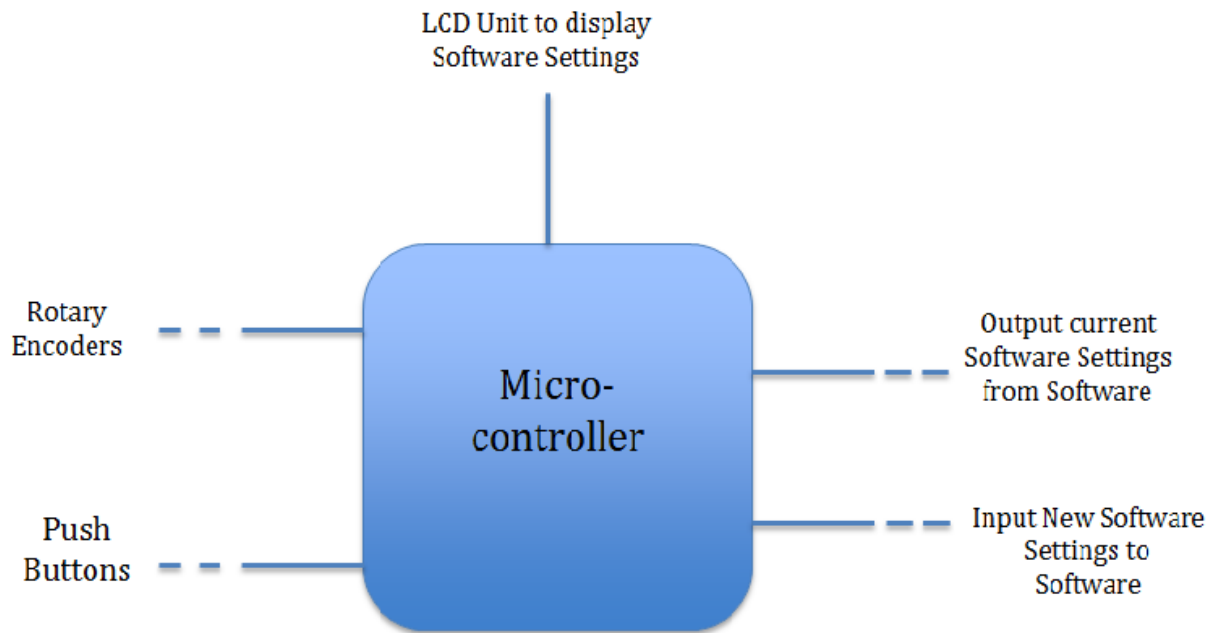 LCD Unit to display
Software Settings
Rotary
Encoders
Micro-
controller
Output current
Software Settings
from Software
Push
Buttons
Input New Software
Settings to
Software